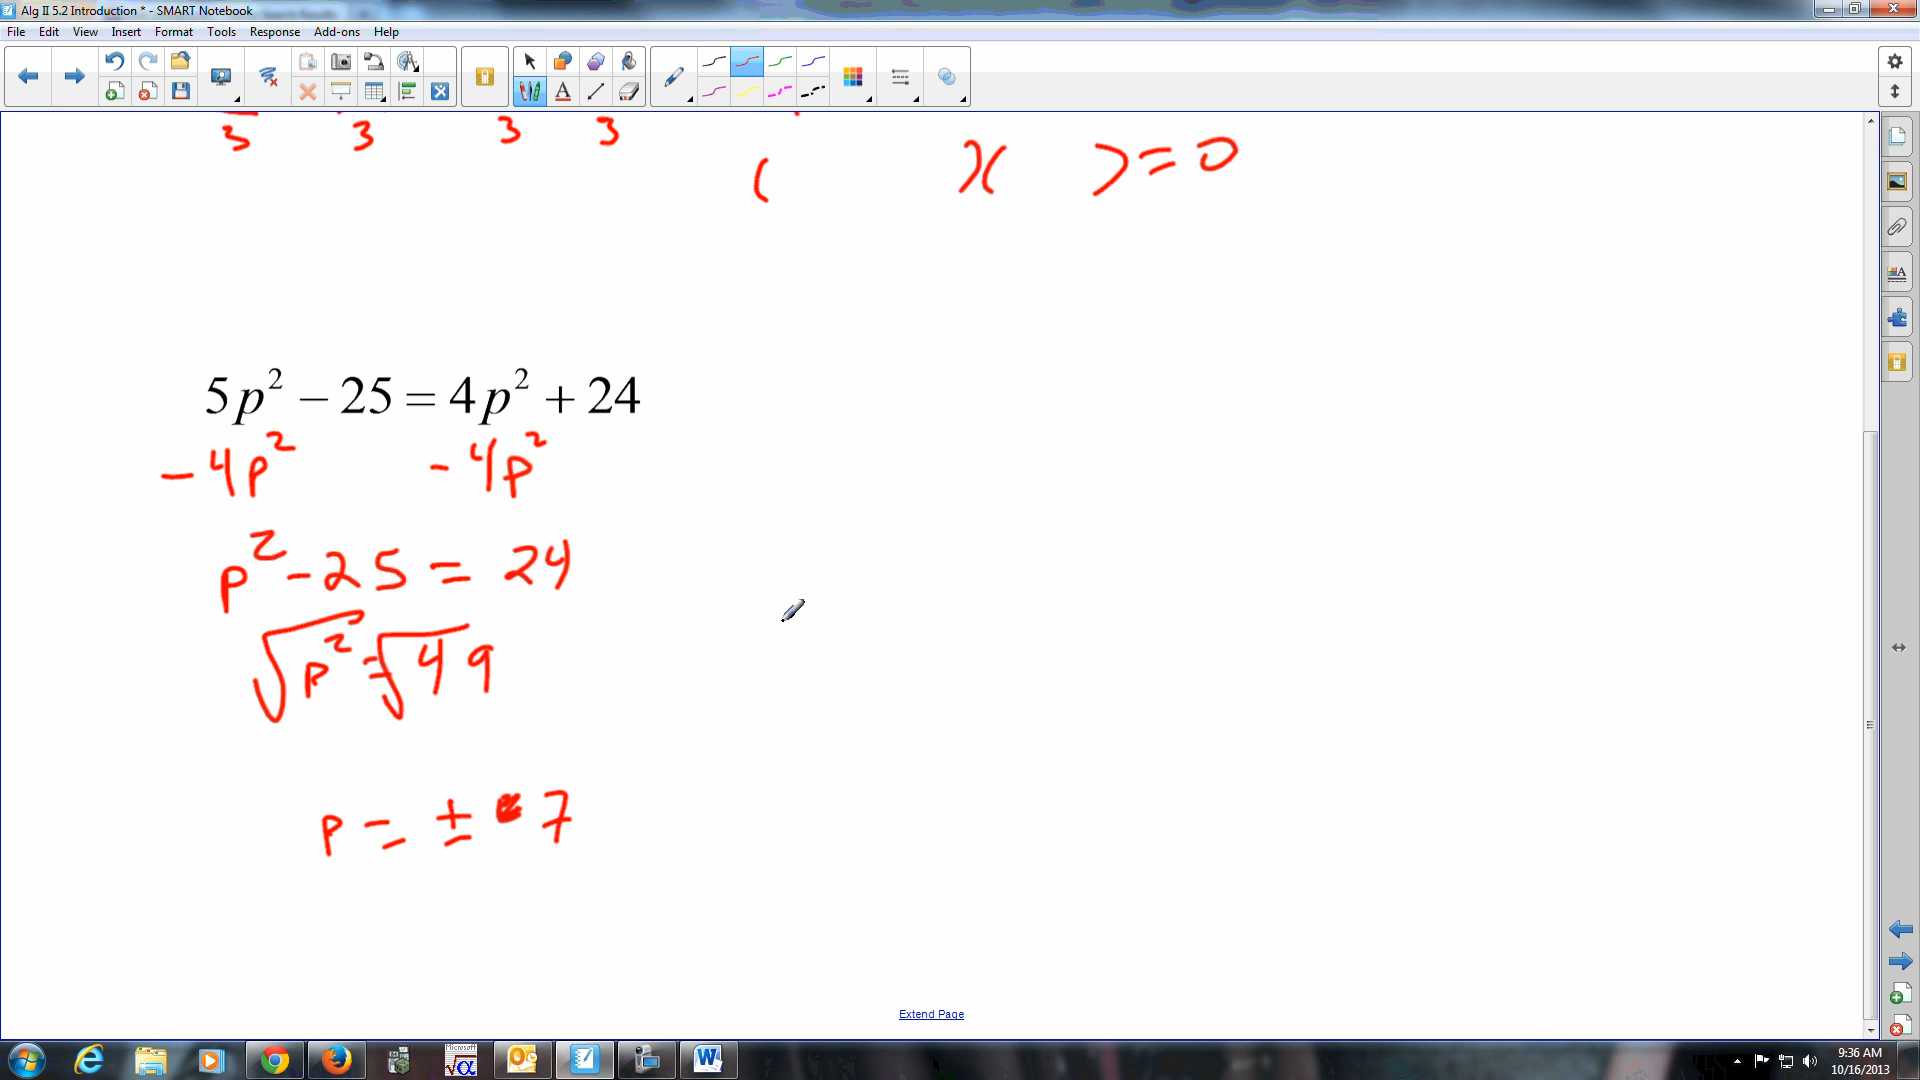 Alg II 5.2 Introduction * - SMART Notebook
File Edit View Insert Format Tools Response Add-ons Help
3 3 3 3
( )( ) = 0
5p² − 25 = 4p² + 24
- 4p² - 4p²
p² - 25 = 24
√p² = √49
p = ± 7
Extend Page
9:36 AM
10/16/2013